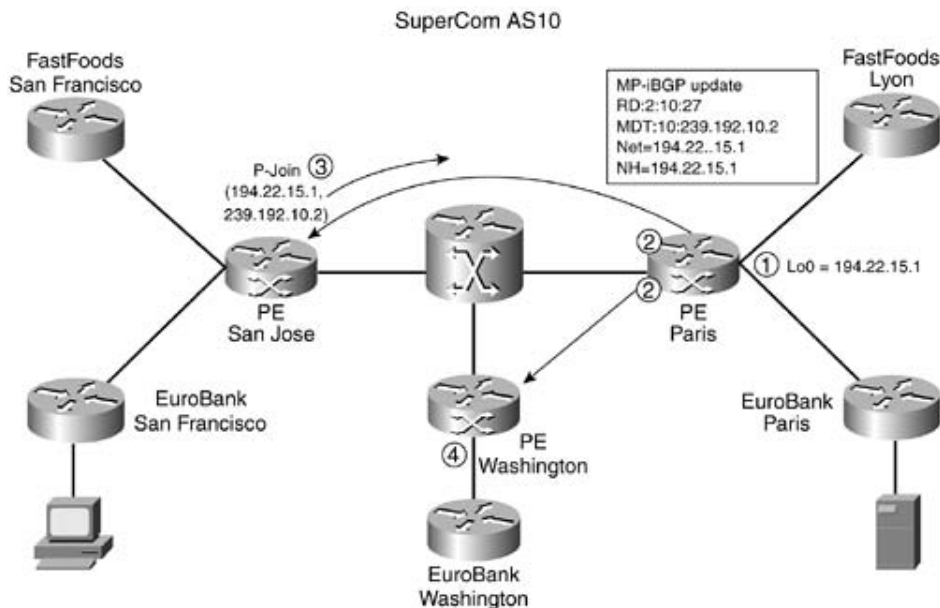 SuperCom AS10
FastFoods
San Francisco
MP-iBGP update
RD:2:10:27
MDT:10:239.192.10.2
Net=194.22..15.1
NH=194.22.15.1
FastFoods
Lyon
P-Join ③
(194.22.15.1,
239.192.10.2)
②
②
① Lo0 = 194.22.15.1
PE
San Jose
PE
Paris
EuroBank
San Francisco
④
PE
Washington
EuroBank
Paris
EuroBank
Washington